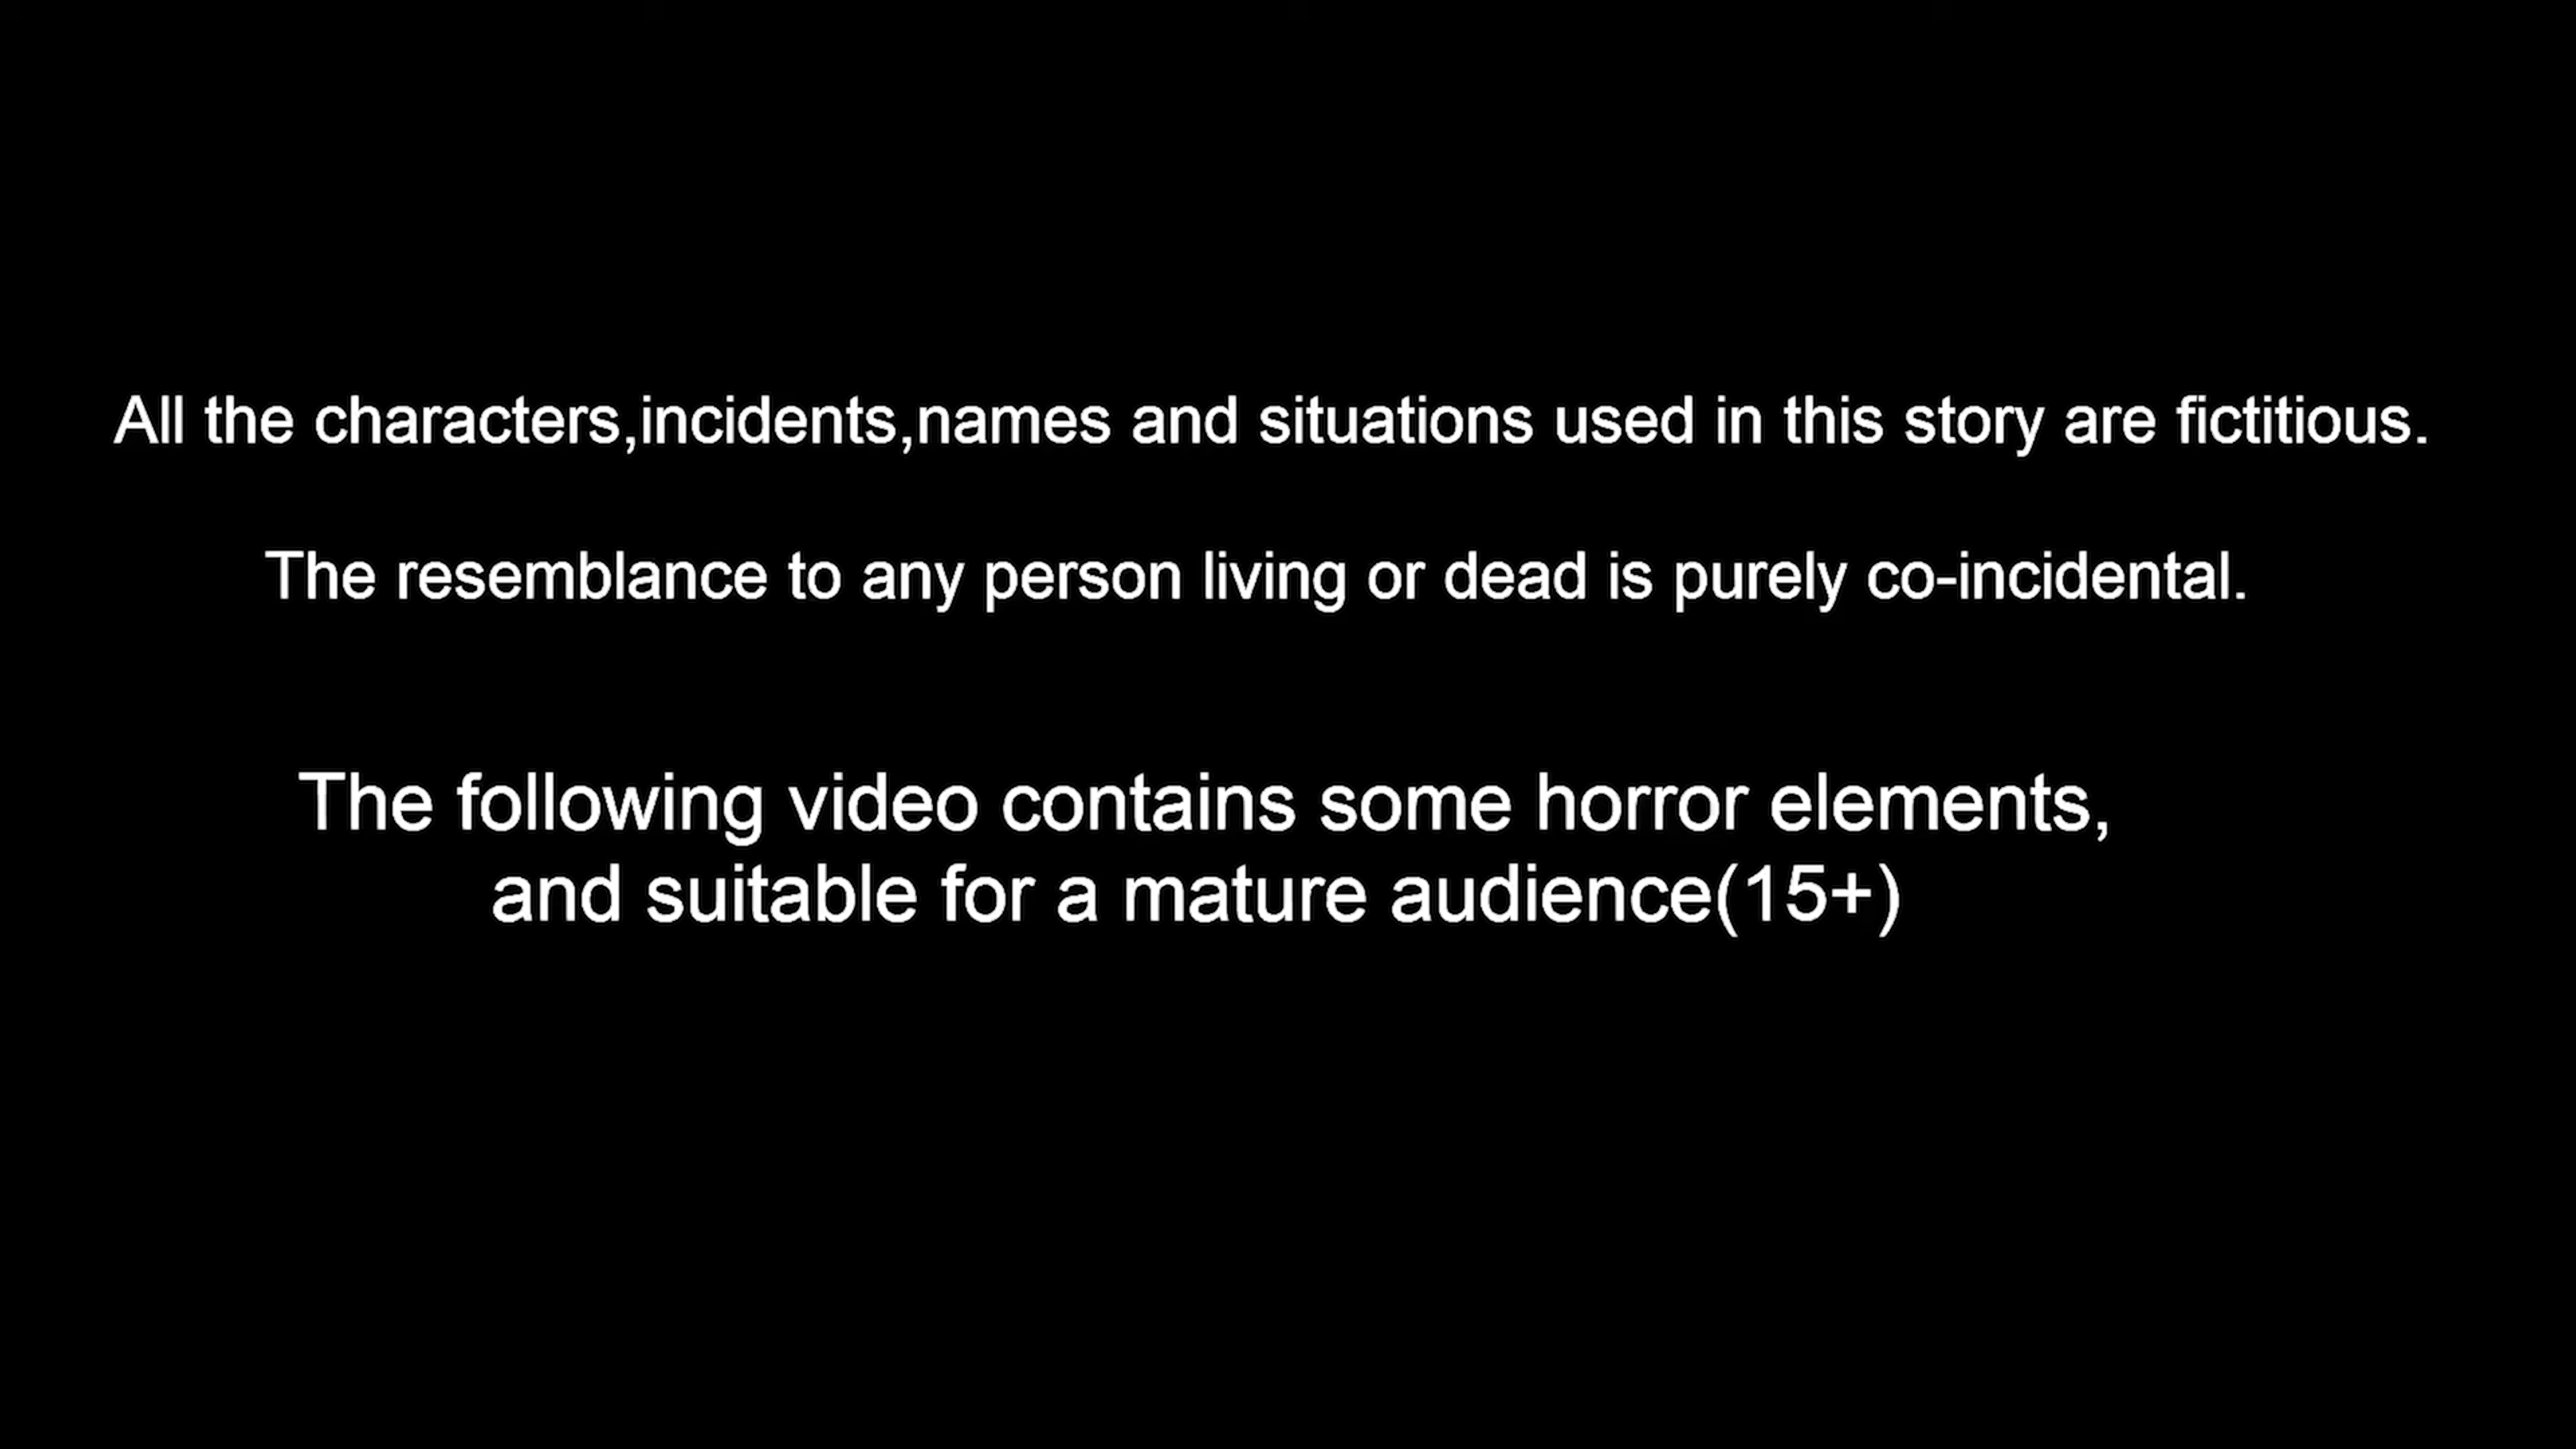 All the characters,incidents,names and situations used in this story are fictitious.
The resemblance to any person living or dead is purely co-incidental.
The following video contains some horror elements,
and suitable for a mature audience(15+)